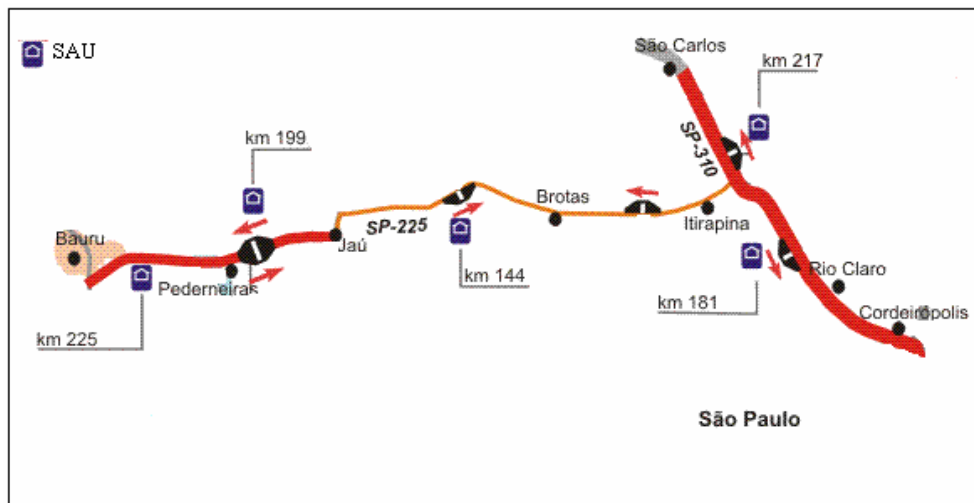 SAU
São Carlos
km 217
km 199
SP-310
Brotas
Itirapina
SP-225
Jaú
Bauru
Pederneiras
km 144
km 181
Rio Claro
Cordeirópolis
km 225
São Paulo